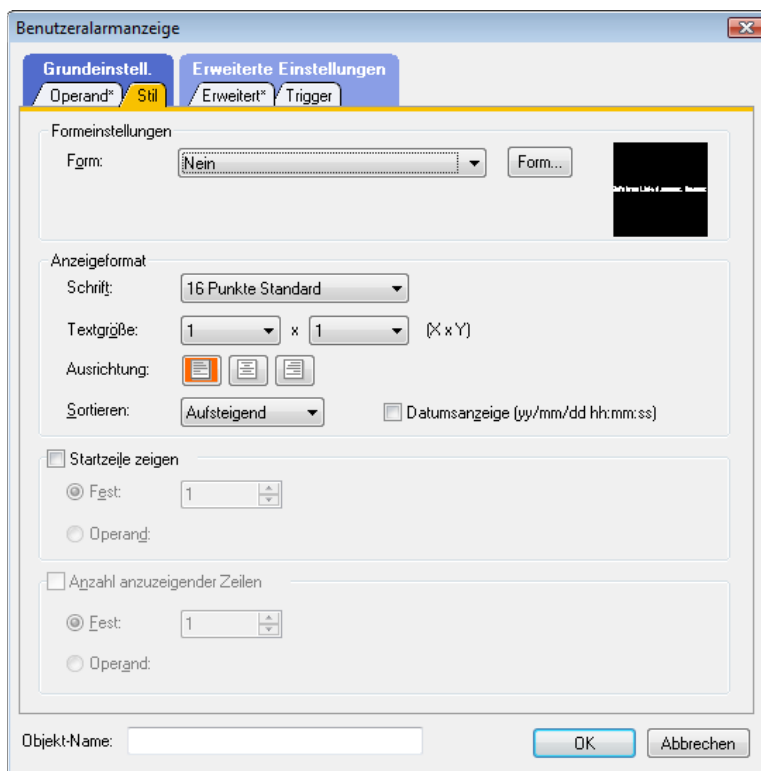 Benutzeralarmanzeige
Grundeinstell. Erweiterte Einstellungen
Operand* Stil Erweitert* Trigger
Formeinstellungen
Form: Nein Form...
Anzeigeformat
Schrift: 16 Punkte Standard
Textgröße: 1 x 1 (X x Y)
Ausrichtung:
Sortieren: Aufsteigend Datumsanzeige (yy/mm/dd hh:mm:ss)
Startzeile zeigen
Fest: 1
Operand:
Anzahl anzuzeigender Zeilen
Fest: 1
Operand:
Objekt-Name: OK Abbrechen